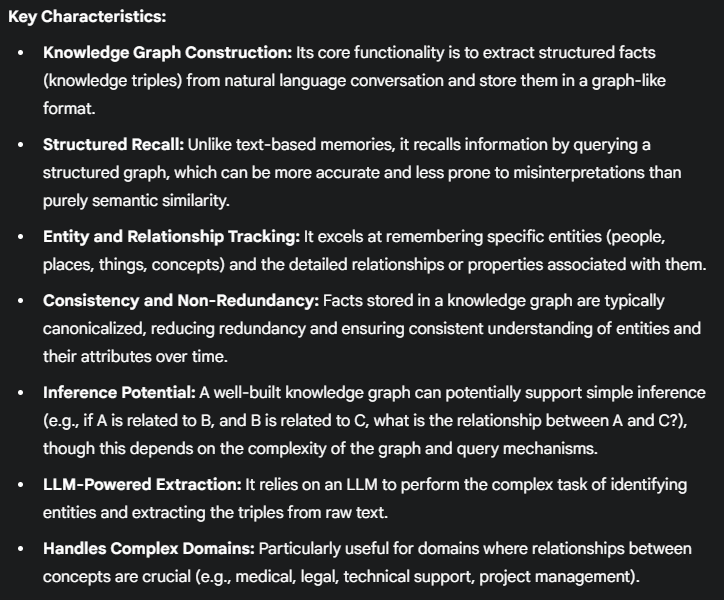 Key Characteristics:
• Knowledge Graph Construction: Its core functionality is to extract structured facts
(knowledge triples) from natural language conversation and store them in a graph-like
format.
• Structured Recall: Unlike text-based memories, it recalls information by querying a
structured graph, which can be more accurate and less prone to misinterpretations than
purely semantic similarity.
• Entity and Relationship Tracking: It excels at remembering specific entities (people,
places, things, concepts) and the detailed relationships or properties associated with them.
• Consistency and Non-Redundancy: Facts stored in a knowledge graph are typically
canonicalized, reducing redundancy and ensuring consistent understanding of entities and
their attributes over time.
• Inference Potential: A well-built knowledge graph can potentially support simple inference
(e.g., if A is related to B, and B is related to C, what is the relationship between A and C?),
though this depends on the complexity of the graph and query mechanisms.
• LLM-Powered Extraction: It relies on an LLM to perform the complex task of identifying
entities and extracting the triples from raw text.
• Handles Complex Domains: Particularly useful for domains where relationships between
concepts are crucial (e.g., medical, legal, technical support, project management).